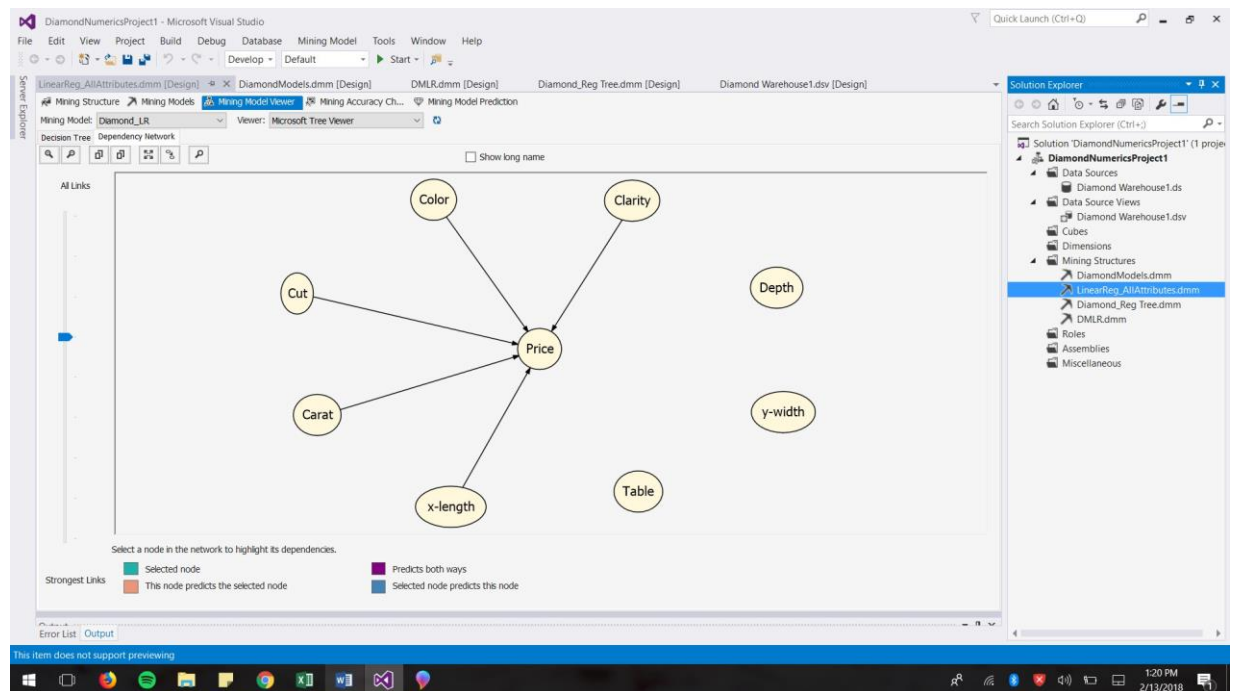 DiamondNumericsProject1 - Microsoft Visual Studio
Quick Launch (Ctrl+Q)
File Edit View Project Build Debug Database Mining Model Tools Window Help
Develop Default Start
Server Explorer
LinearReg_AllAttributes.dmm [Design] DiamondModels.dmm [Design] DMLR.dmm [Design] Diamond_Reg Tree.dmm [Design] Diamond Warehouse1.dsv [Design]
Mining Structure Mining Models Mining Model Viewer Mining Accuracy Ch... Mining Model Prediction
Mining Model: Diamond_LR Viewer: Microsoft Tree Viewer
Decision Tree Dependency Network
Show long name
All Links
Color
Clarity
Cut
Depth
Price
Carat
y-width
x-length
Table
Select a node in the network to highlight its dependencies.
Strongest Links
Selected node
Predicts both ways
This node predicts the selected node
Selected node predicts this node
Error List Output
This item does not support previewing
Solution Explorer
Search Solution Explorer (Ctrl+;)
Solution 'DiamondNumericsProject1' (1 proje
DiamondNumericsProject1
Data Sources
Diamond Warehouse1.ds
Data Source Views
Diamond Warehouse1.dsv
Cubes
Dimensions
Mining Structures
DiamondModels.dmm
LinearReg_AllAttributes.dmm
Diamond_Reg Tree.dmm
DMLR.dmm
Roles
Assemblies
Miscellaneous
1:20 PM
2/13/2018